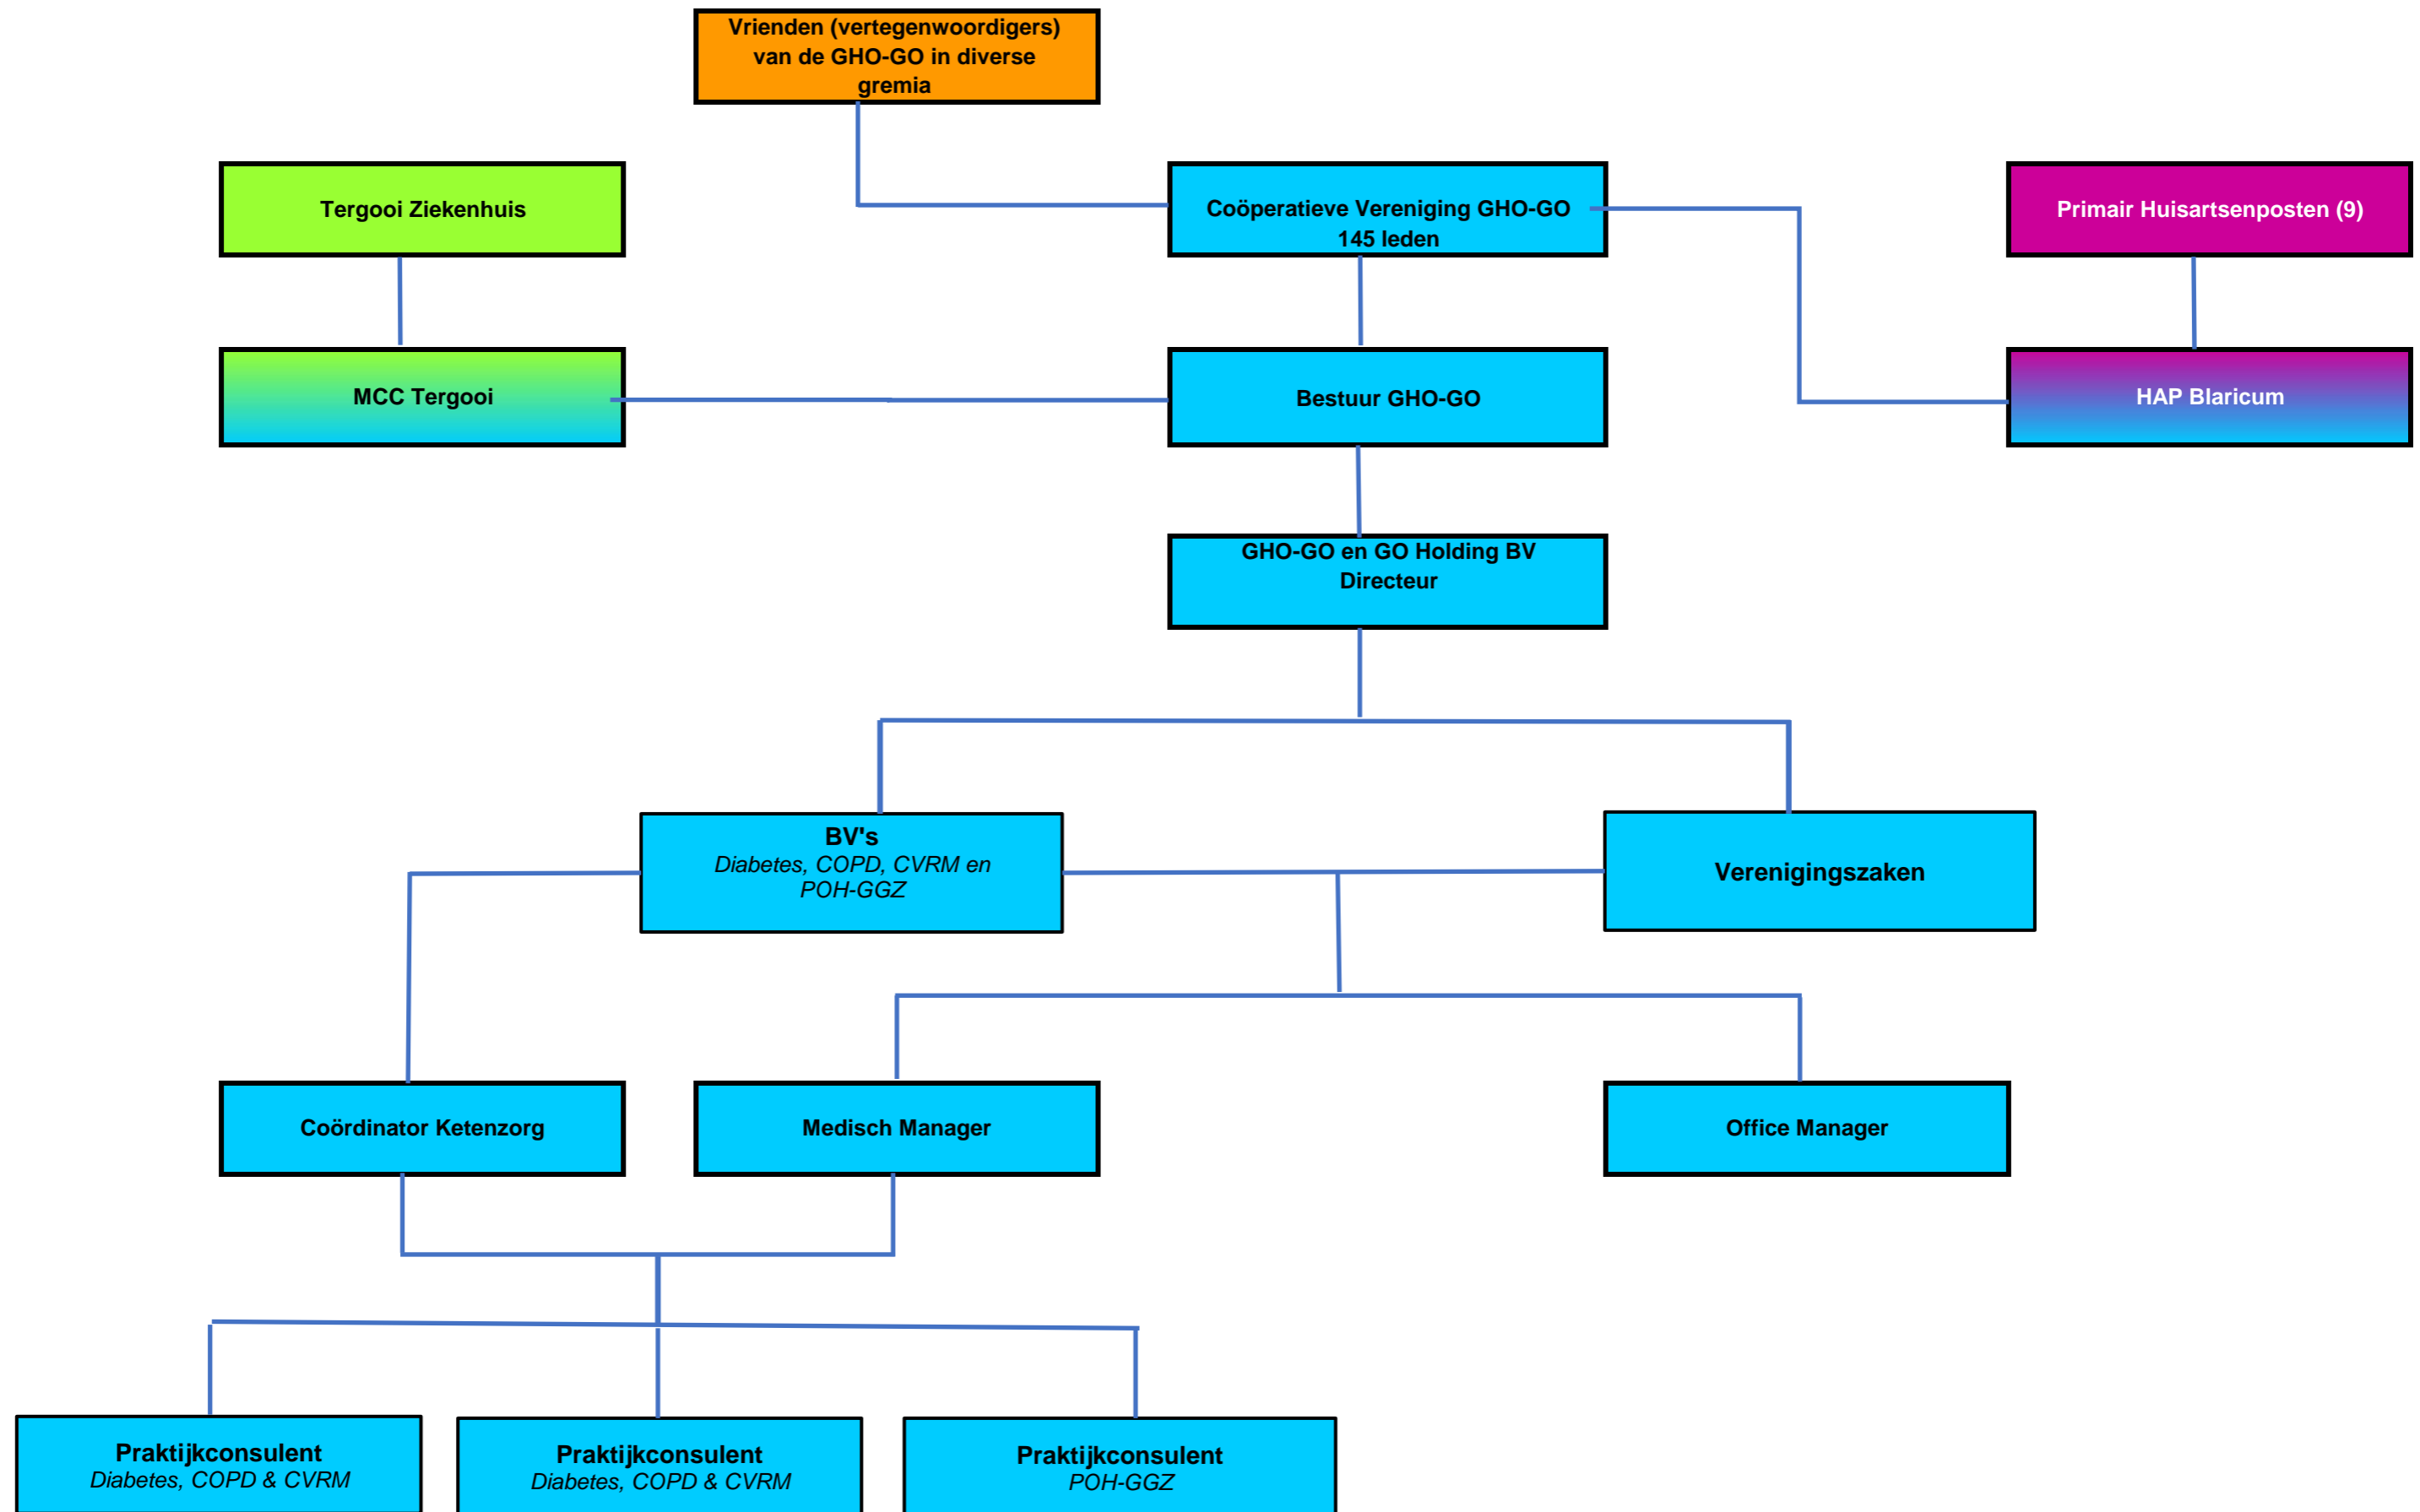 Vrienden (vertegenwoordigers)
van de GHO-GO in diverse
gremia
Tergooi Ziekenhuis
Coöperatieve Vereniging GHO-GO
145 leden
Primair Huisartsenposten (9)
MCC Tergooi
Bestuur GHO-GO
HAP Blaricum
GHO-GO en GO Holding BV
Directeur
BV's
Diabetes, COPD, CVRM en
POH-GGZ
Verenigingszaken
Coördinator Ketenzorg
Medisch Manager
Office Manager
Praktijkconsulent
Diabetes, COPD & CVRM
Praktijkconsulent
Diabetes, COPD & CVRM
Praktijkconsulent
POH-GGZ